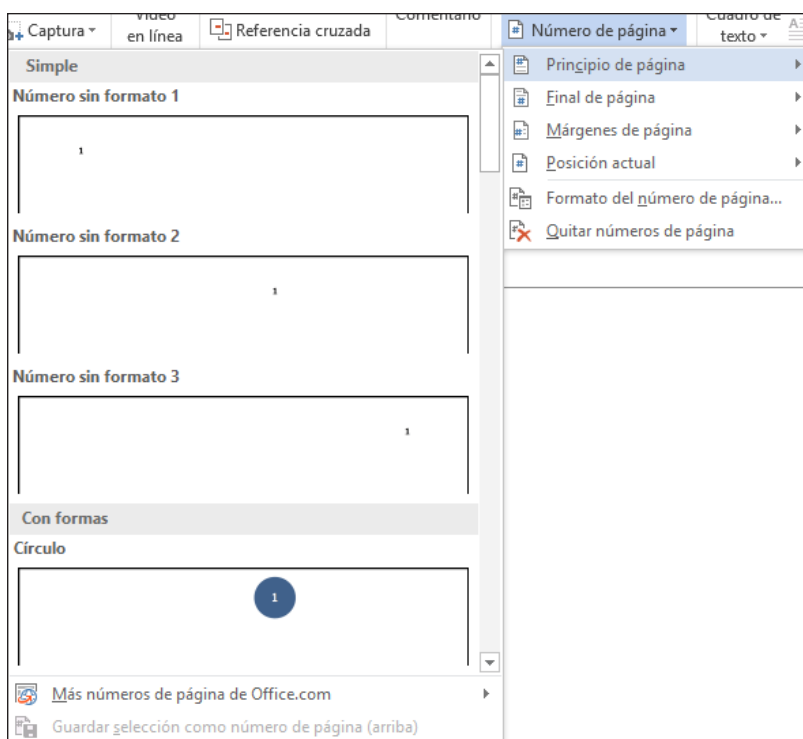 Captura
Vídeo
en línea
Referencia cruzada
Comentario
# Número de página
Cuadro de
texto
Simple
Número sin formato 1
1
Número sin formato 2
1
Número sin formato 3
1
Con formas
Círculo
1
Más números de página de Office.com
Guardar selección como número de página (arriba)
Principio de página
Final de página
Márgenes de página
Posición actual
Formato del número de página...
Quitar números de página